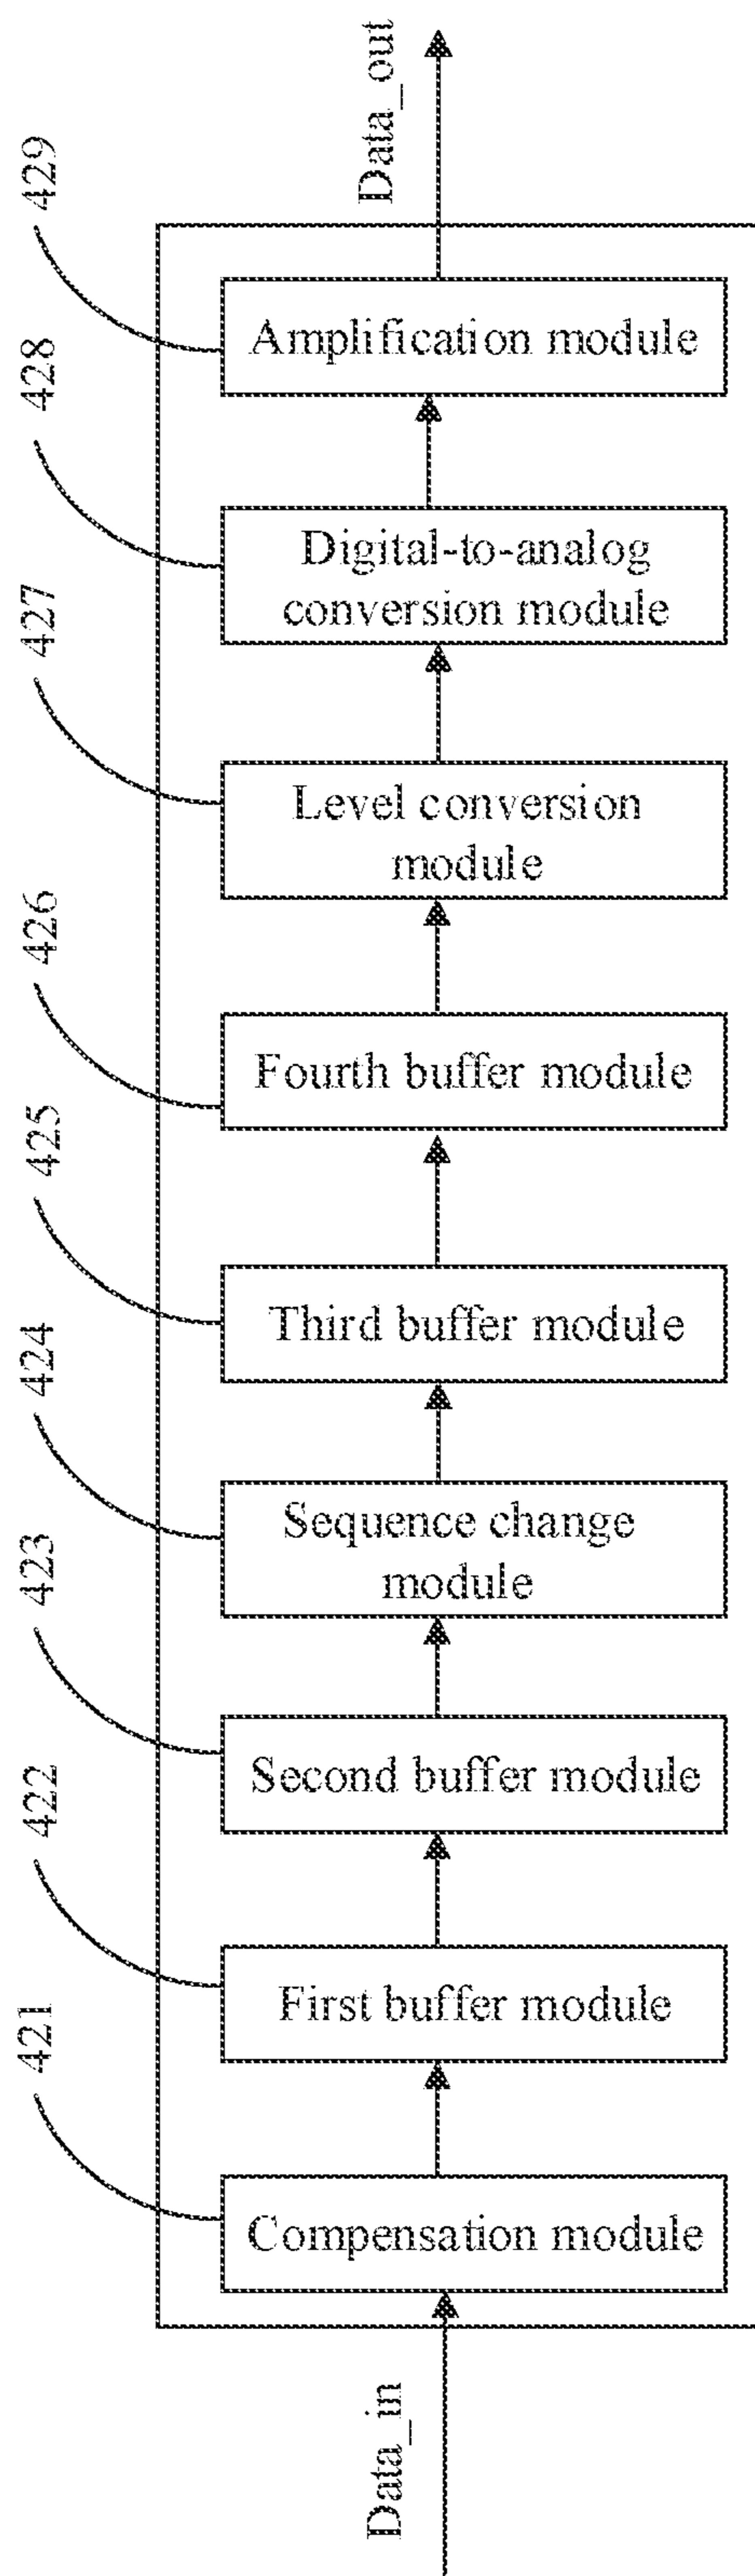 Data_out
429
Amplification module
428
Digital-to-analog
conversion module
427
Level conversion
module
426
Fourth buffer module
425
Third buffer module
424
Sequence change
module
423
Second buffer module
422
First buffer module
421
Compensation module
Data_in